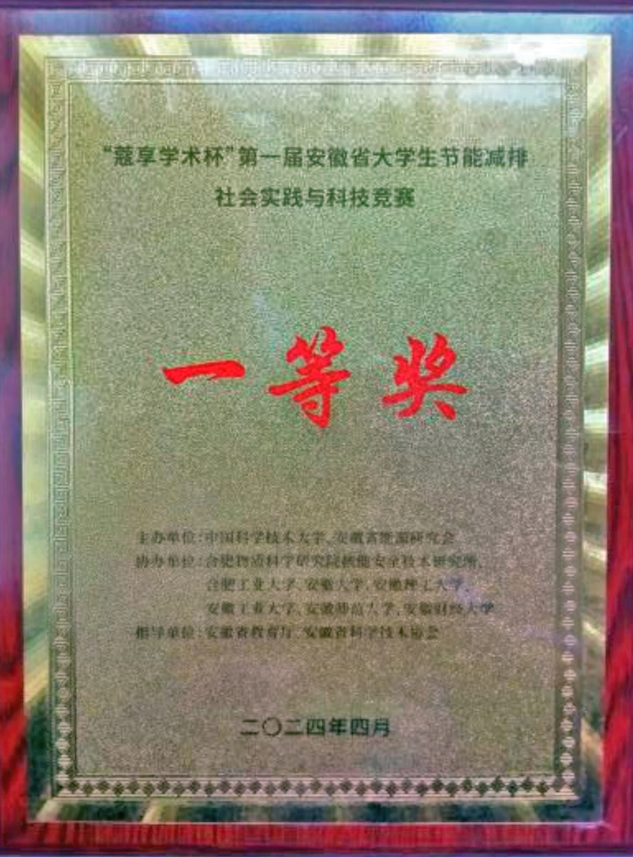 “蔻享学术杯”第一届安徽省大学生节能减排
社会实践与科技竞赛
一等奖
主办单位:中国科学技术大学、安徽省能源研究会
协办单位:合肥物质科学研究院核能安全技术研究所、
合肥工业大学、安徽大学、安徽理工大学、
安徽工业大学、安徽师范大学、安徽财经大学
指导单位:安徽省教育厅、安徽省科学技术协会
二〇二四年四月